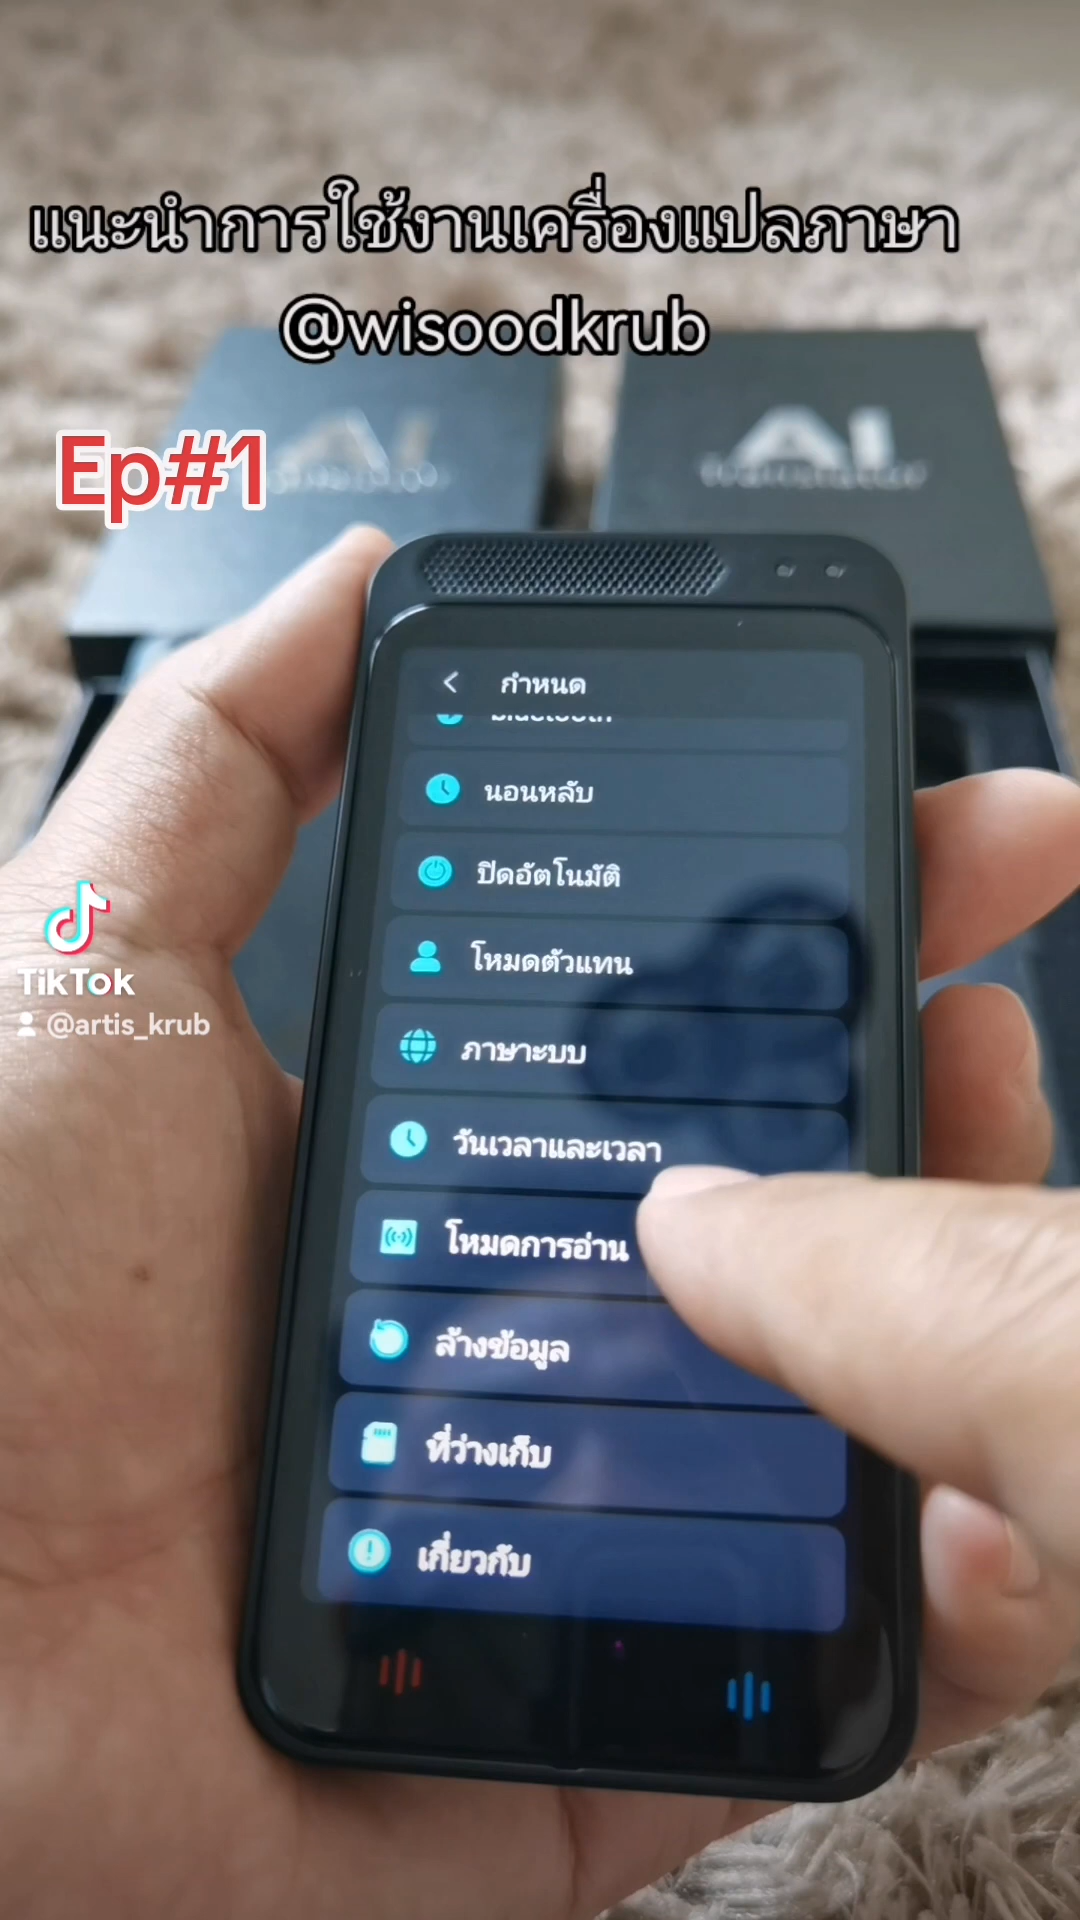 แนะนำการใช้งานเครื่องแปลภาษา
@wisoodkrub
Ep#1
AI
AI
กำหนด
bluetooth
นอนหลับ
ปิดอัตโนมัติ
โหมดตัวแทน
ภาษาะบบ
วันเวลาและเวลา
โหมดการอ่าน
ล้างข้อมูล
ที่ว่างเก็บ
เกี่ยวกับ
TikTok
@artis_krub